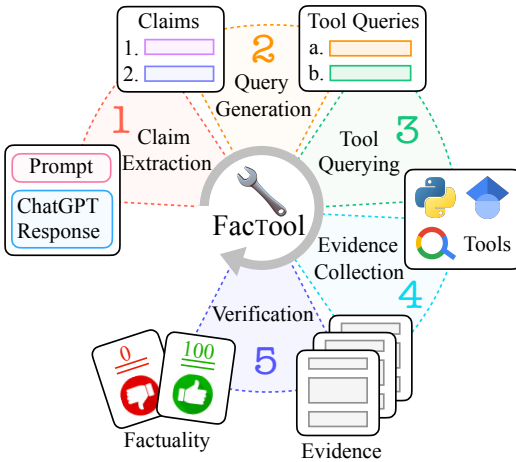 Claims
1.
2.
Tool Queries
a.
b.
2
Query
Generation
1
Claim
Extraction
3
Tool
Querying
Prompt
ChatGPT
Response
FACTOOL
Tools
Evidence
Collection
4
Verification
5
0
100
Factuality
Evidence